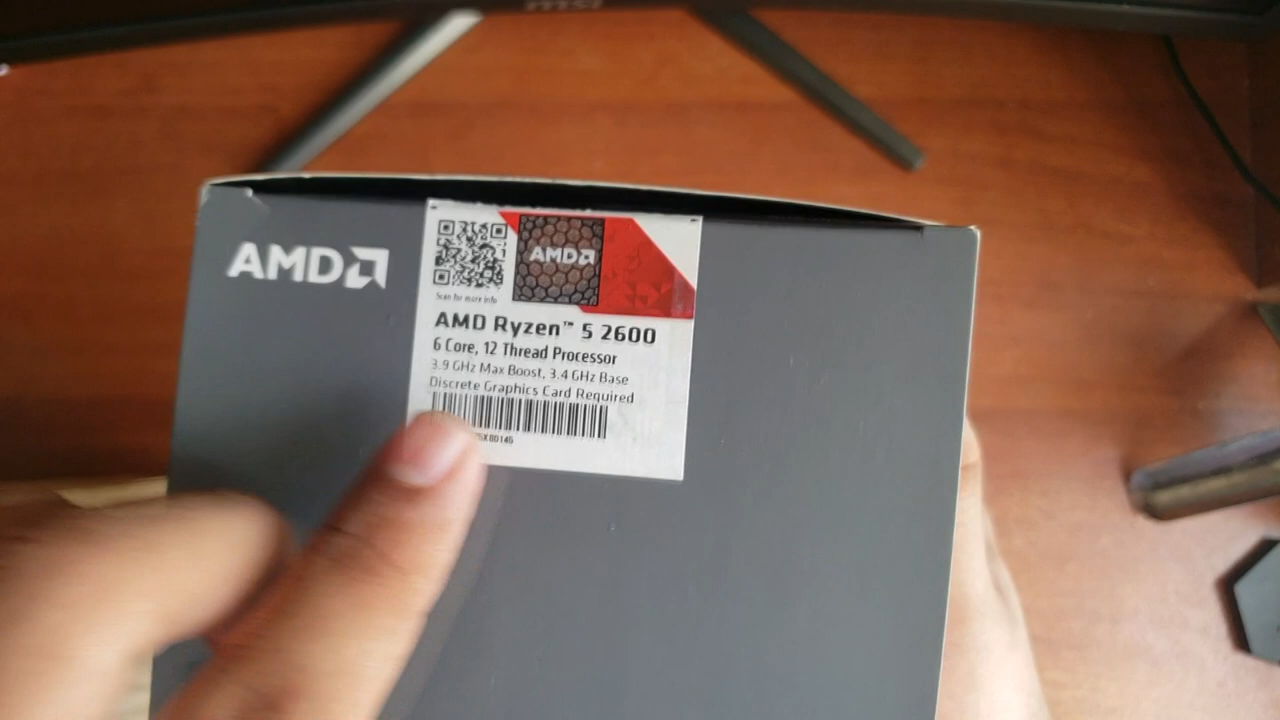 msi
AMD
AMD
Scan for more info
AMD Ryzen™ 5 2600
6 Core, 12 Thread Processor
3.9 GHz Max Boost, 3.4 GHz Base
Discrete Graphics Card Required